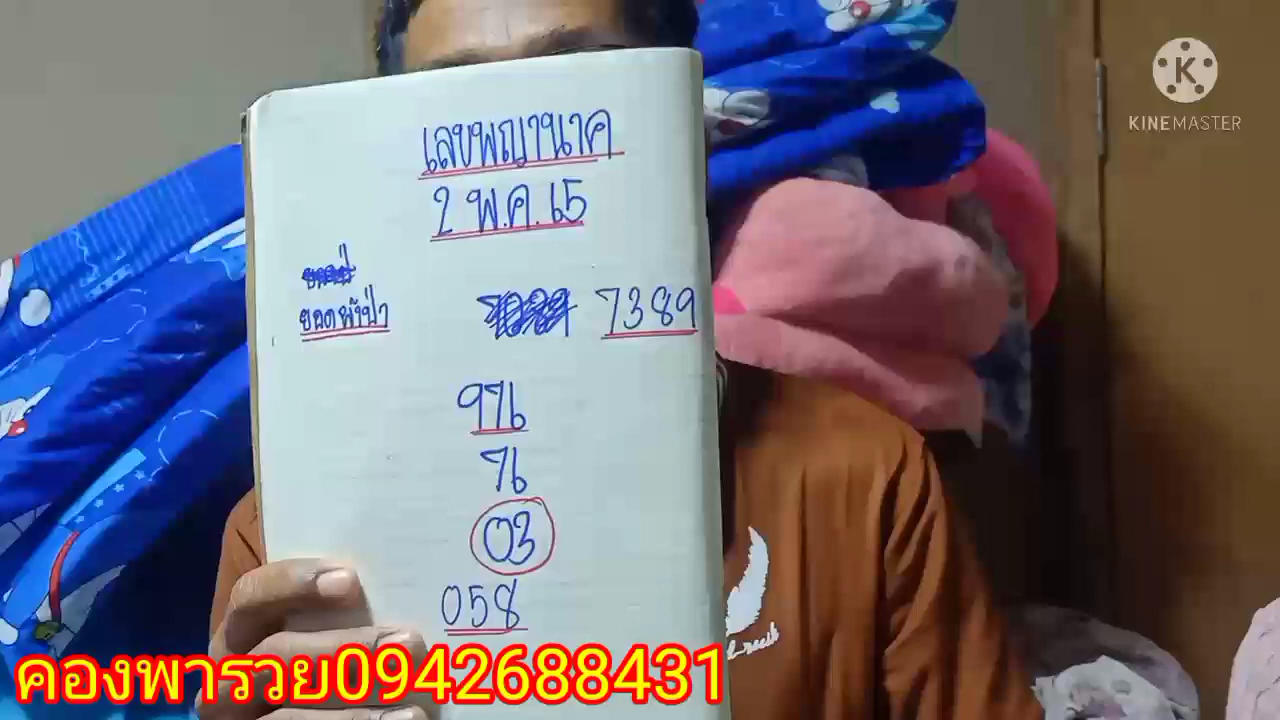 KINEMASTER
เลขพญานาค
2 พ.ค. 65
ยอดผ้าป่า 7389
976
76
03
058
คองพารวย0942688431